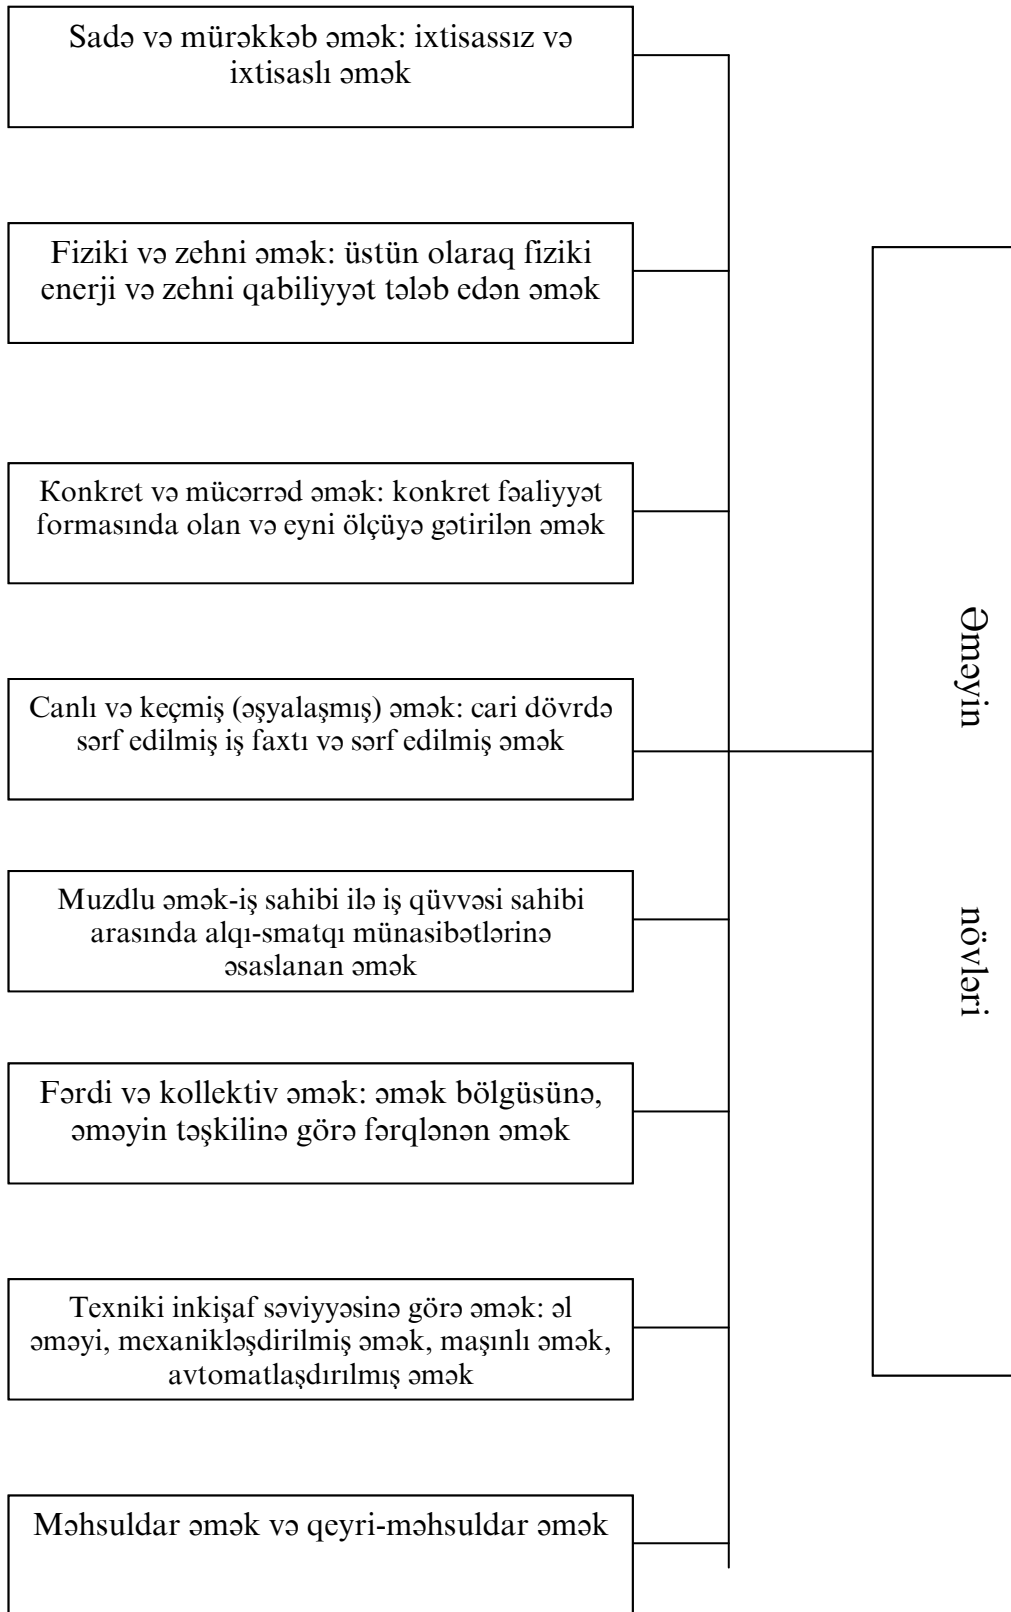 Sadə və mürəkkəb əmək: ixtisassız və
ixtisaslı əmək
Fiziki və zehni əmək: üstün olaraq fiziki
enerji və zehni qabiliyyət tələb edən əmək
Konkret və mücərrəd əmək: konkret fəaliyyət
formasında olan və eyni ölçüyə gətirilən əmək
Canlı və keçmiş (əşyalaşmış) əmək: cari dövrdə
sərf edilmiş iş faxtı və sərf edilmiş əmək
Muzdlu əmək-iş sahibi ilə iş qüvvəsi sahibi
arasında alqı-smatqı münasibətlərinə
əsaslanan əmək
Fərdi və kollektiv əmək: əmək bölgüsünə,
əməyin təşkilinə görə fərqlənən əmək
Texniki inkişaf səviyyəsinə görə əmək: əl
əməyi, mexanikləşdirilmiş əmək, maşınlı əmək,
avtomatlaşdırılmış əmək
Məhsuldar əmək və qeyri-məhsuldar əmək
Əməyin növləri